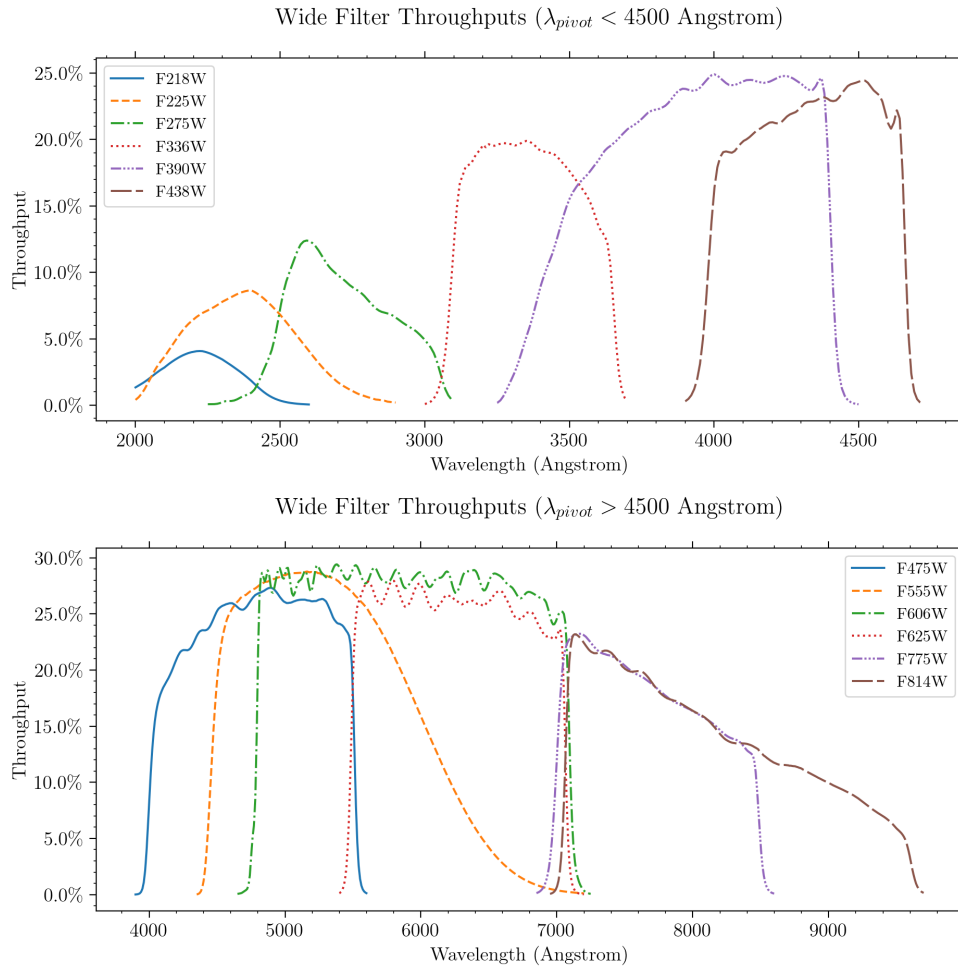 Wide Filter Throughputs (λpivot < 4500 Angstrom)
25.0%
20.0%
15.0%
10.0%
5.0%
0.0%
Throughput
F218W
F225W
F275W
F336W
F390W
F438W
2000 2500 3000 3500 4000 4500
Wavelength (Angstrom)
Wide Filter Throughputs (λpivot > 4500 Angstrom)
30.0%
25.0%
20.0%
15.0%
10.0%
5.0%
0.0%
Throughput
F475W
F555W
F606W
F625W
F775W
F814W
4000 5000 6000 7000 8000 9000
Wavelength (Angstrom)